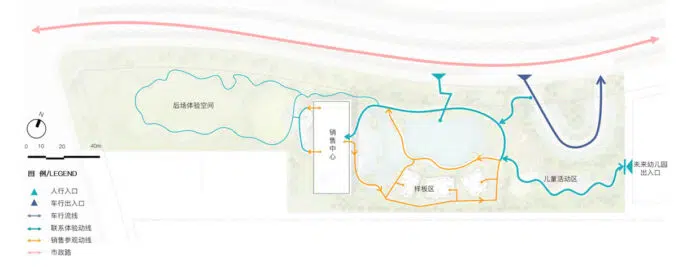 后场体验空间
销售中心
样板区
儿童活动区
未来幼儿园
出入口
N
0 10 20 40m
图 例/LEGEND
人行入口
车行出入口
车行流线
联系体验动线
销售参观动线
市政路